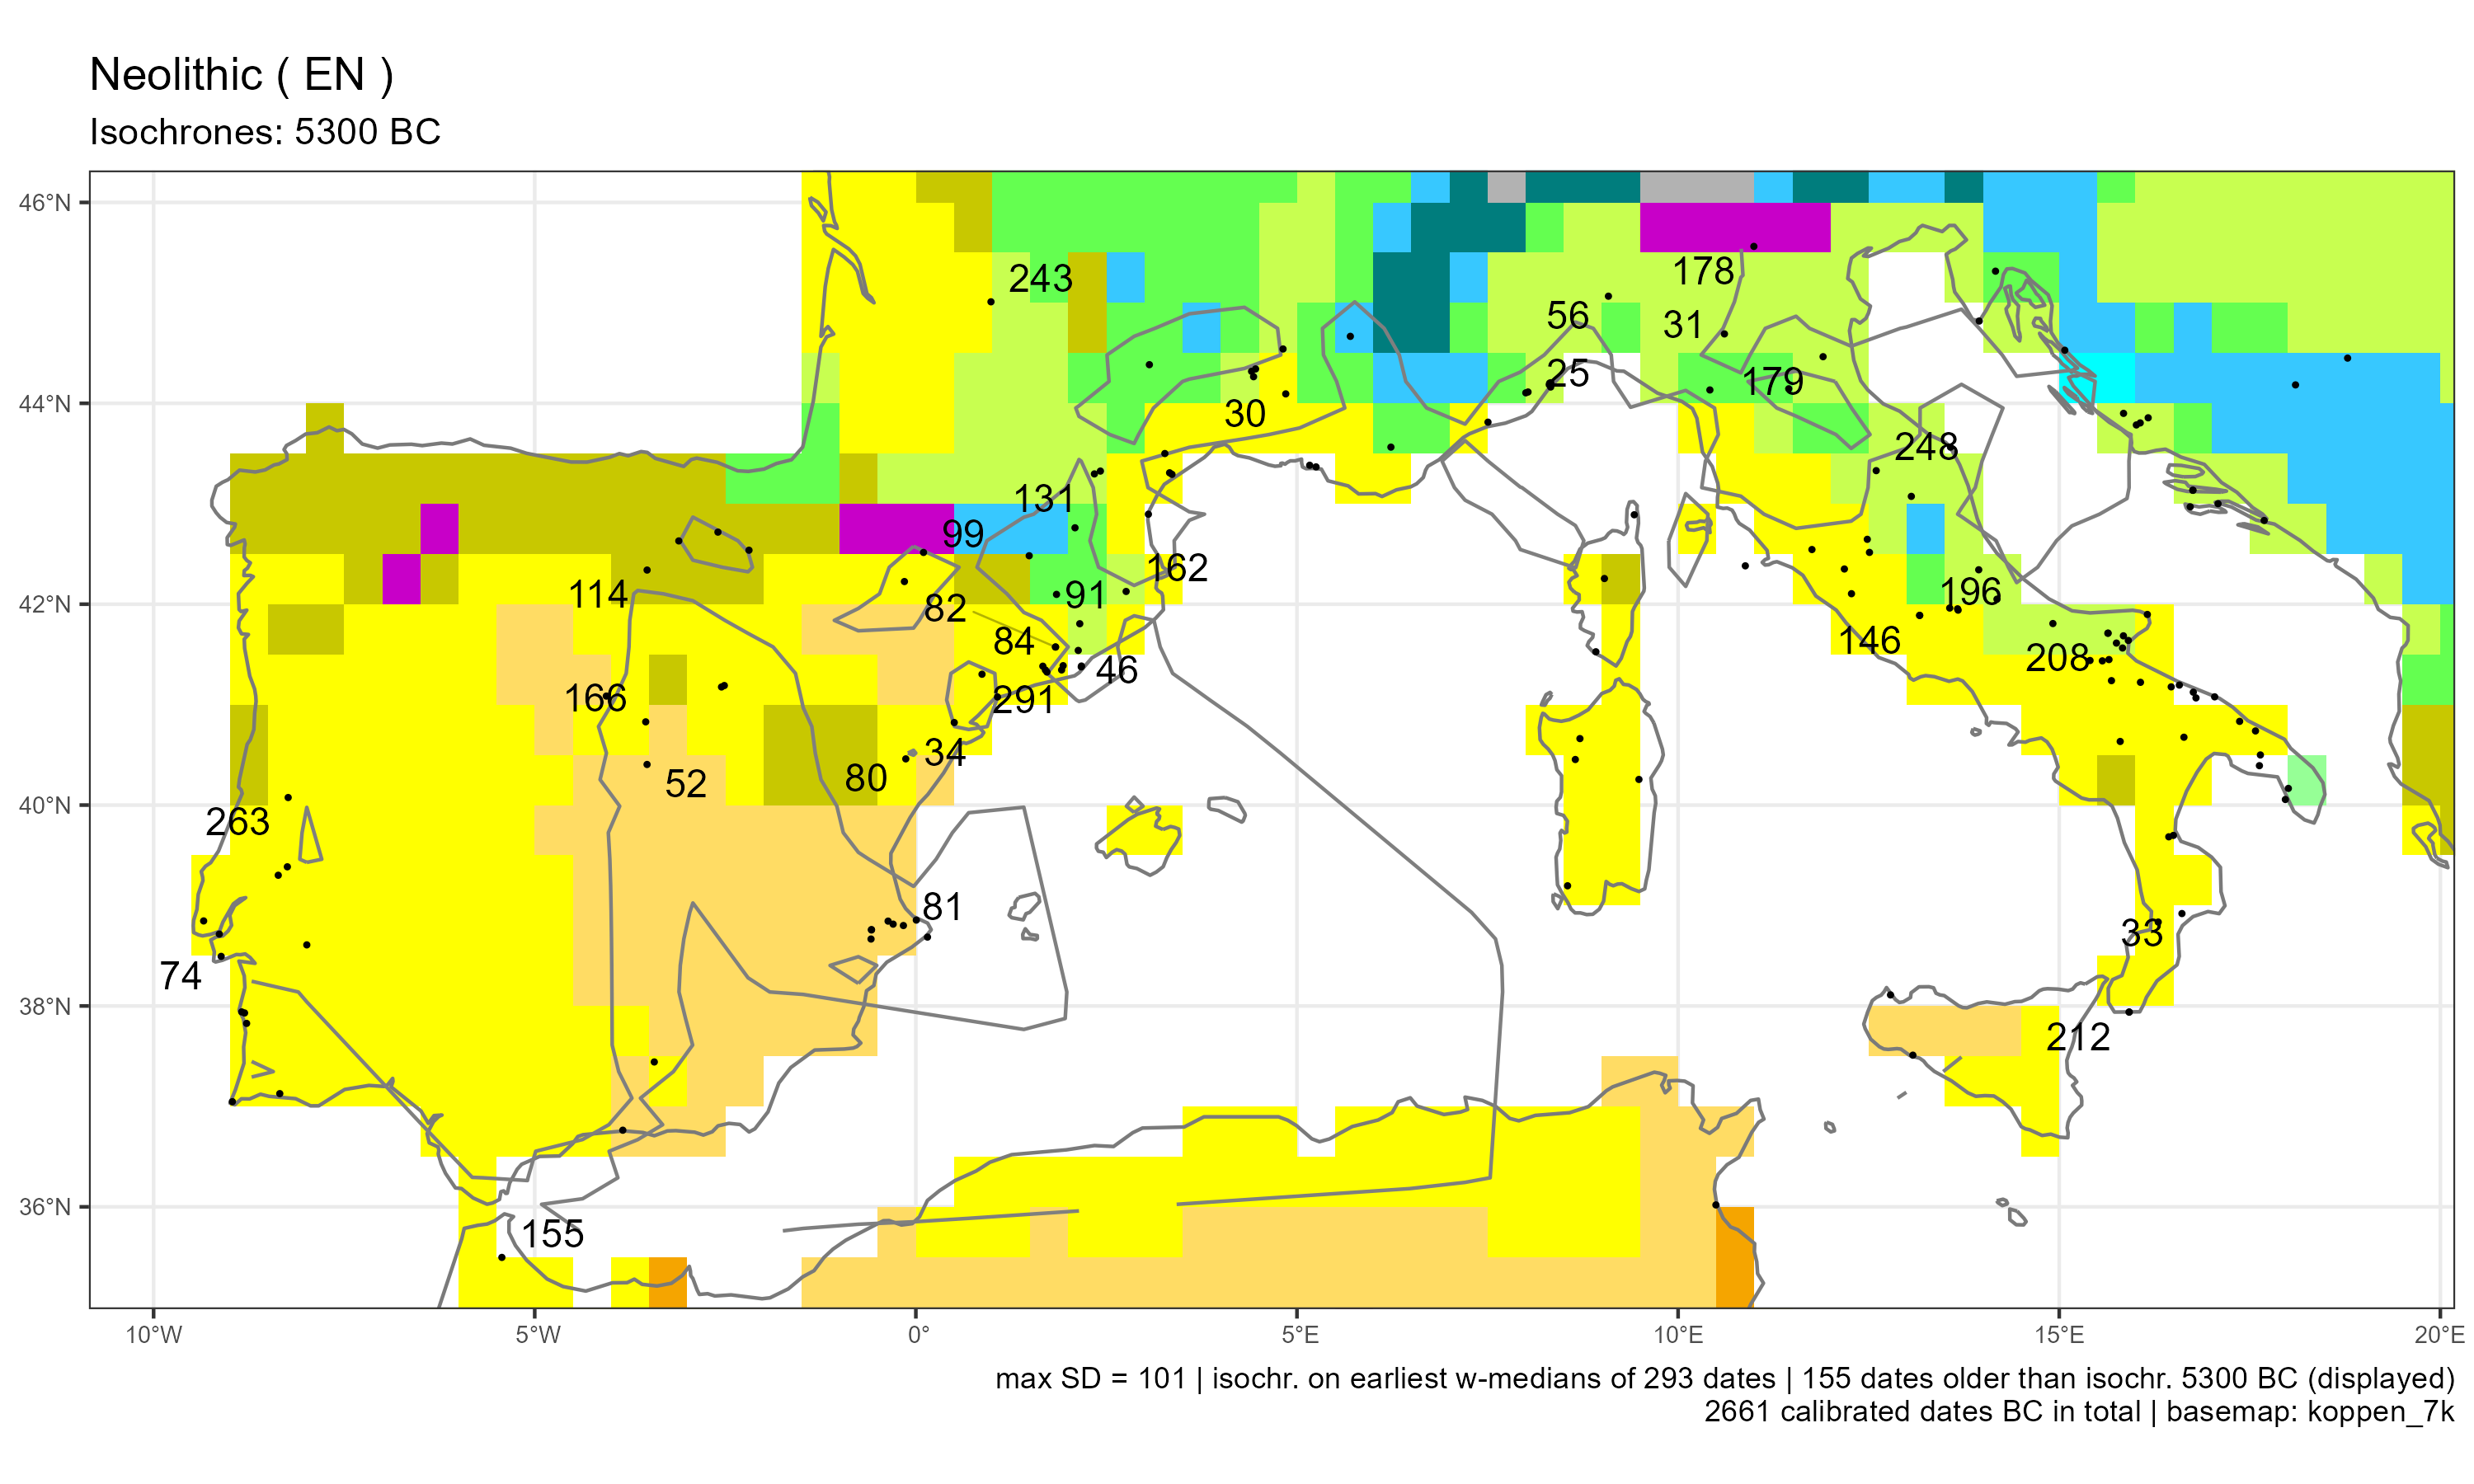 Neolithic ( EN )
Isochrones: 5300 BC
46°N
44°N
42°N
40°N
38°N
36°N
243
178
56
31
25
179
30
248
131
99
162
114
91
82
196
84
146
46
208
166
291
34
52
80
263
81
33
74
212
155
10°W
5°W
0°
5°E
10°E
15°E
20°E
max SD = 101 | isochr. on earliest w-medians of 293 dates | 155 dates older than isochr. 5300 BC (displayed)
2661 calibrated dates BC in total | basemap: koppen_7k